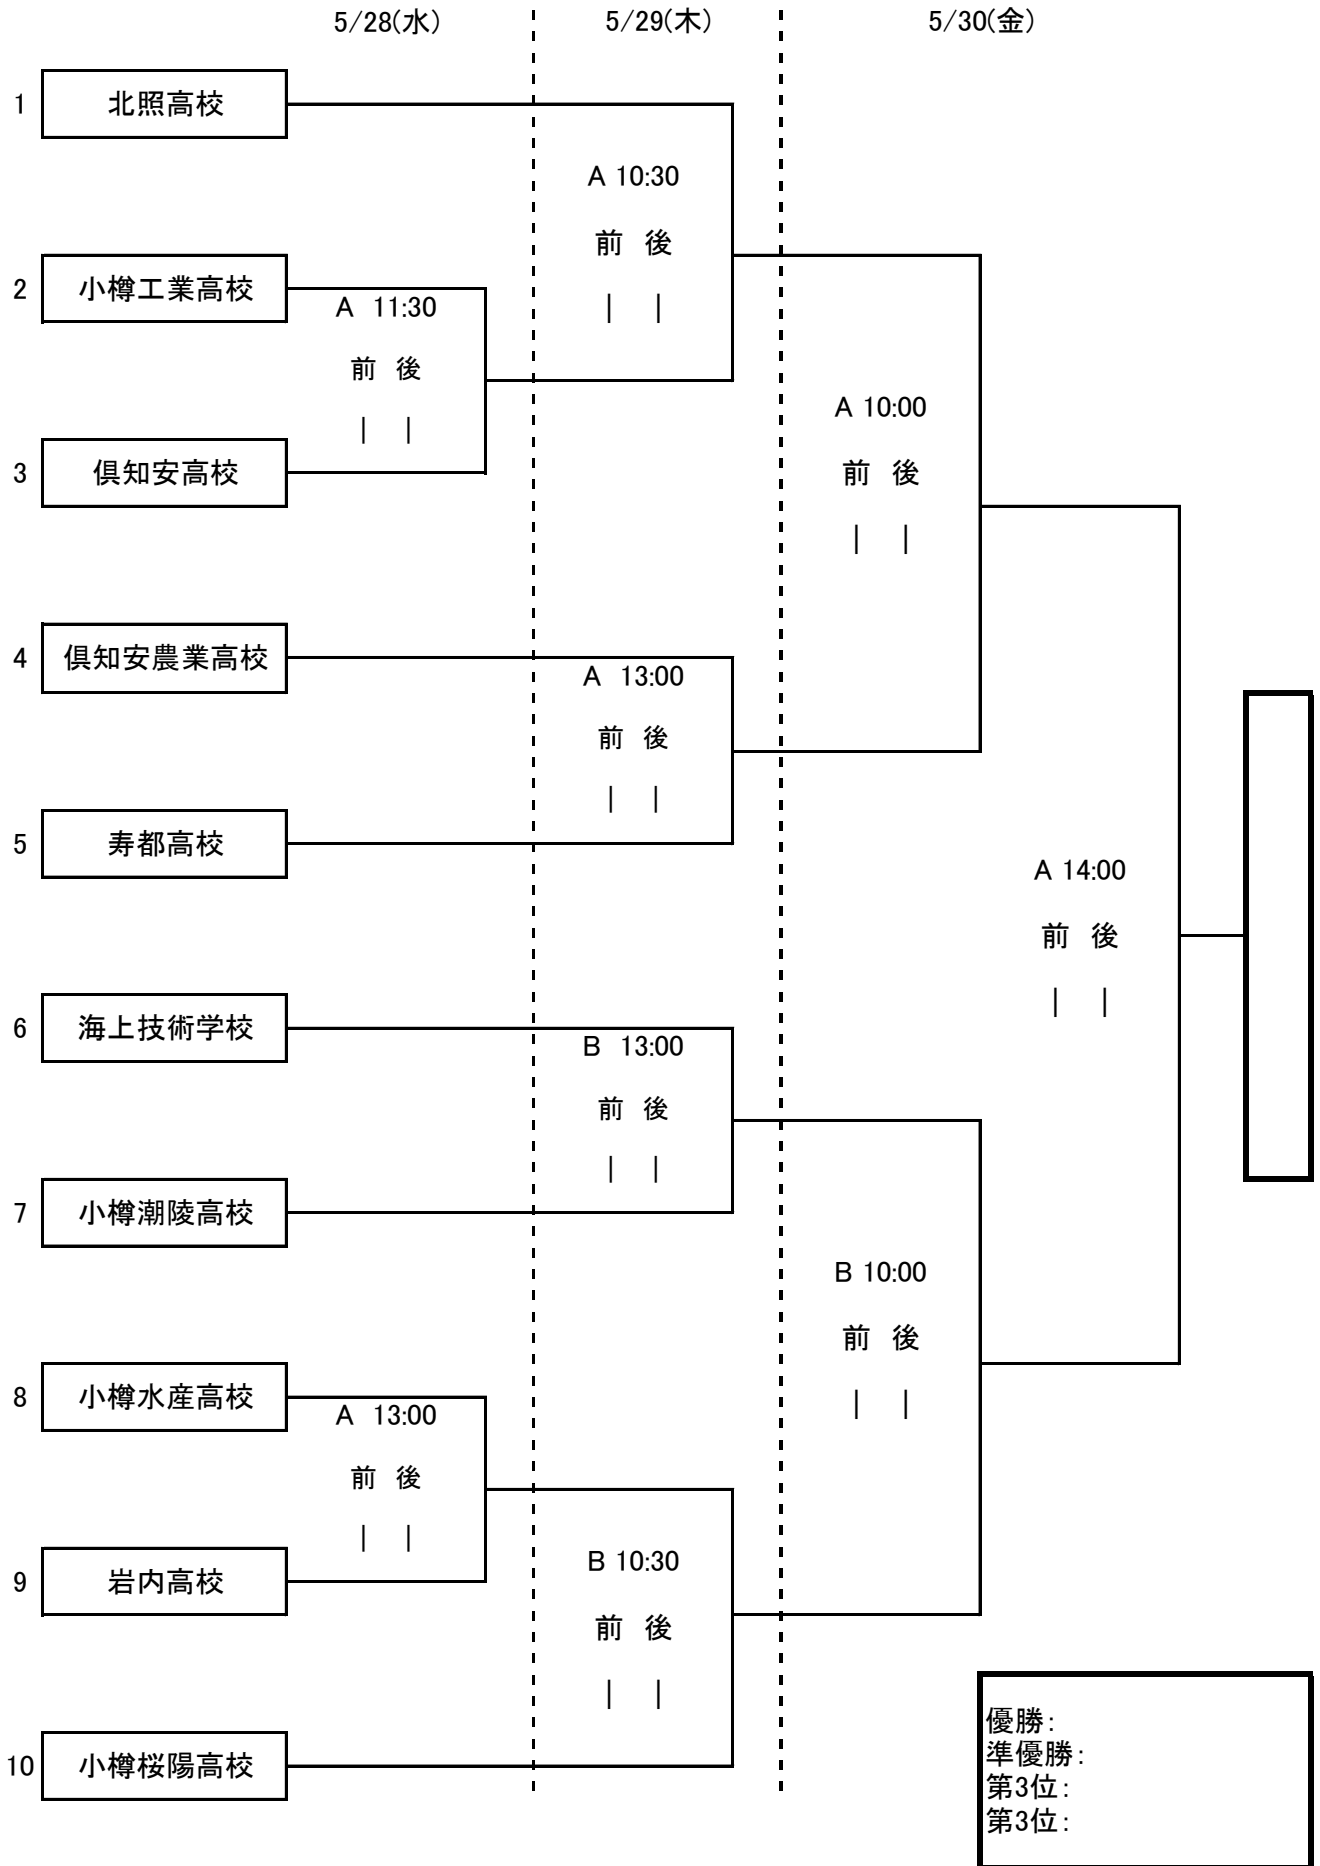 5/28(水) 5/29(木) 5/30(金)
1 北照高校
A 10:30
前 後
| |
2 小樽工業高校
A 11:30
前 後
| |
3 倶知安高校
A 10:00
前 後
| |
4 倶知安農業高校
A 13:00
前 後
| |
5 寿都高校
A 14:00
前 後
| |
6 海上技術学校
B 13:00
前 後
| |
7 小樽潮陵高校
B 10:00
前 後
| |
8 小樽水産高校
A 13:00
前 後
| |
9 岩内高校
B 10:30
前 後
| |
10 小樽桜陽高校
優勝:
準優勝:
第3位:
第3位: